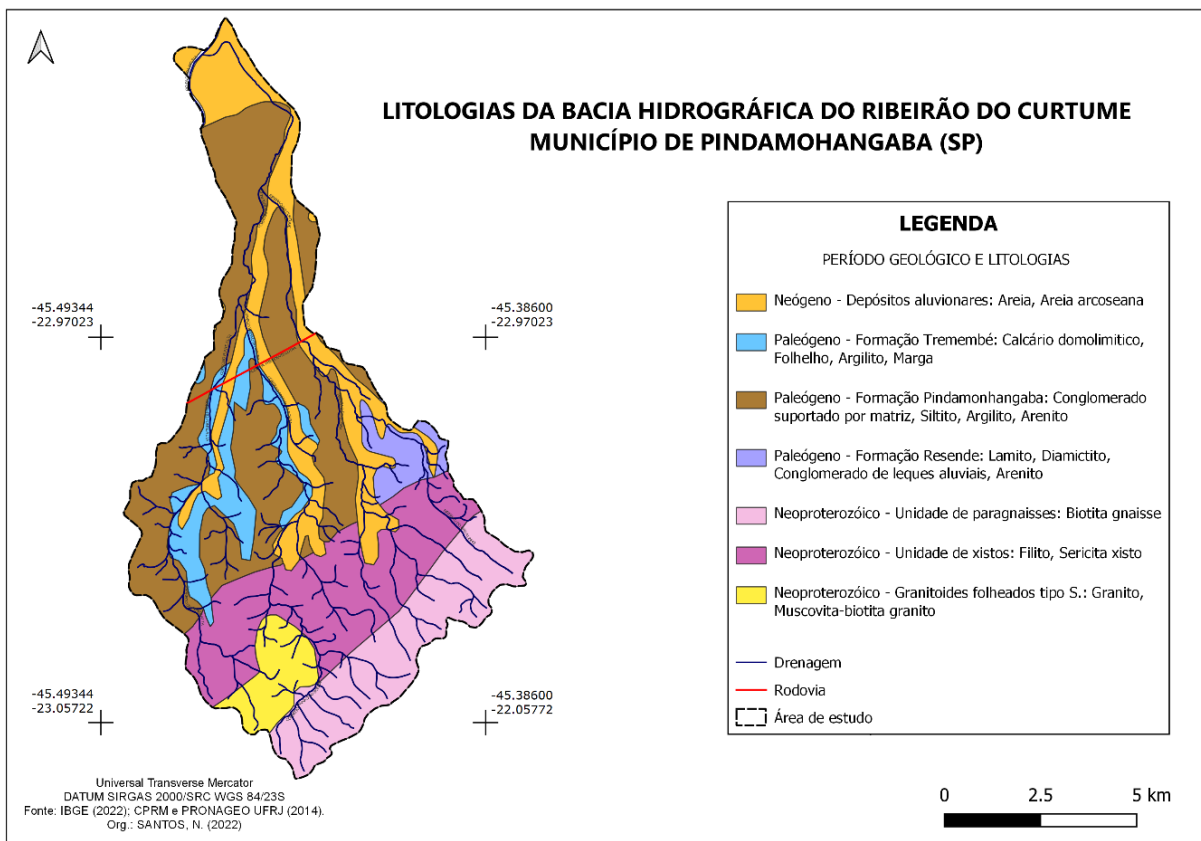 LITOLOGIAS DA BACIA HIDROGRÁFICA DO RIBEIRÃO DO CURTUME
MUNICÍPIO DE PINDAMOHANGABA (SP)
-45.49344
-22.97023
-45.38600
-22.97023
-45.49344
-23.05722
-45.38600
-22.05772
LEGENDA
PERÍODO GEOLÓGICO E LITOLOGIAS
Neógeno - Depósitos aluvionares: Areia, Areia arcoseana
Paleógeno - Formação Tremembé: Calcário domolimitico,
Folhelho, Argilito, Marga
Paleógeno - Formação Pindamonhangaba: Conglomerado
suportado por matriz, Siltito, Argilito, Arenito
Paleógeno - Formação Resende: Lamito, Diamictito,
Conglomerado de leques aluviais, Arenito
Neoproterozóico - Unidade de paragnaisses: Biotita gnaisse
Neoproterozóico - Unidade de xistos: Filito, Sericita xisto
Neoproterozóico - Granitoides folheados tipo S.: Granito,
Muscovita-biotita granito
Drenagem
Rodovia
Área de estudo
Universal Transverse Mercator
DATUM SIRGAS 2000/SRC WGS 84/23S
Fonte: IBGE (2022); CPRM e PRONAGEO UFRJ (2014).
Org.: SANTOS, N. (2022)
0 2.5 5 km